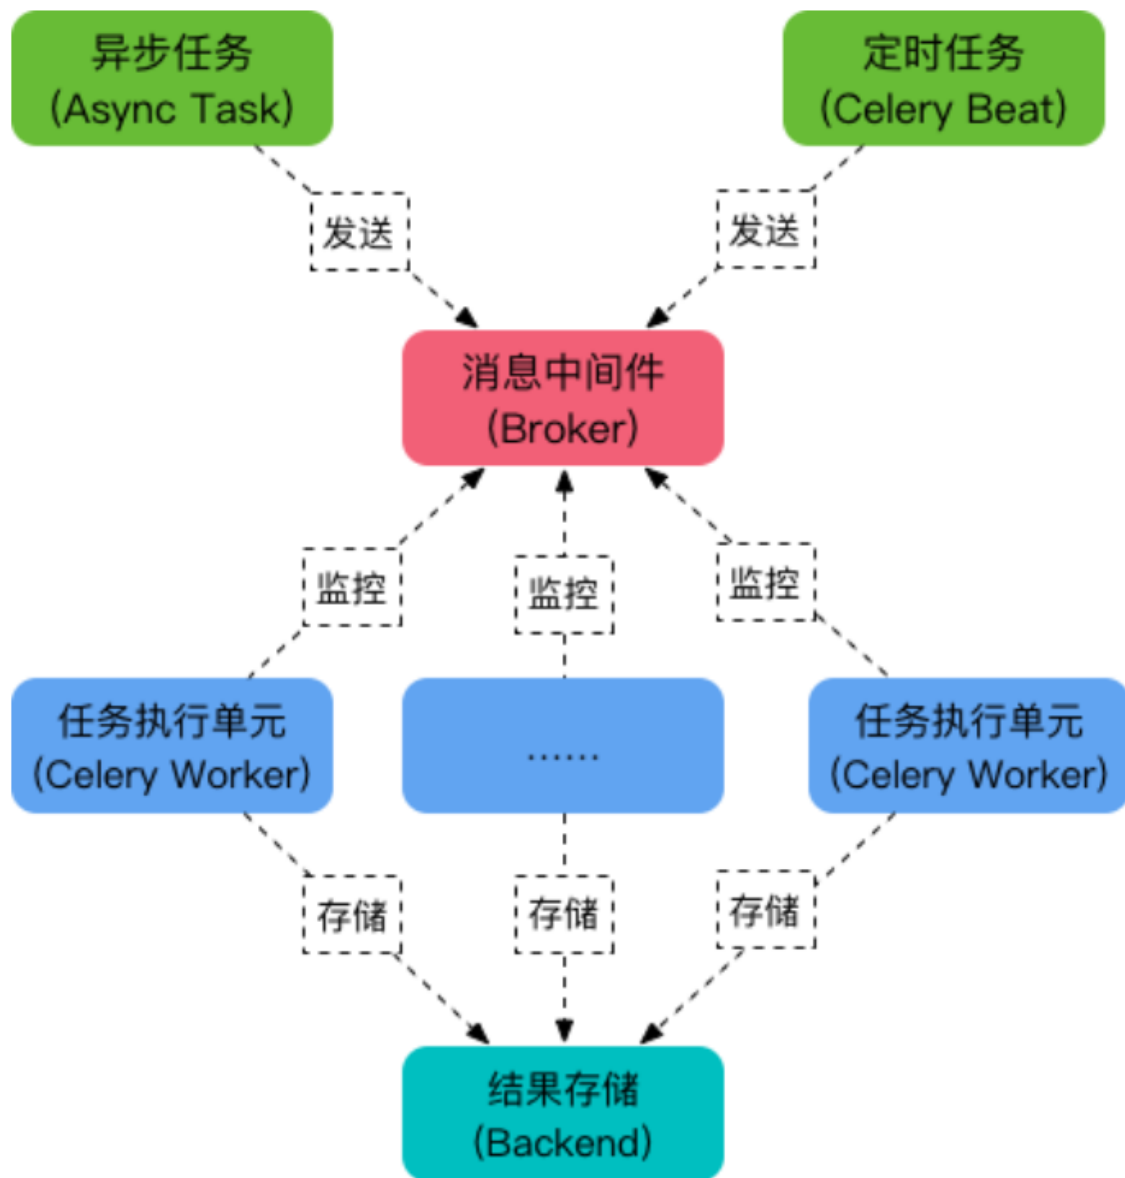 异步任务
(Async Task)
定时任务
(Celery Beat)
发送
发送
消息中间件
(Broker)
监控
监控
监控
任务执行单元
(Celery Worker)
······
任务执行单元
(Celery Worker)
存储
存储
存储
结果存储
(Backend)